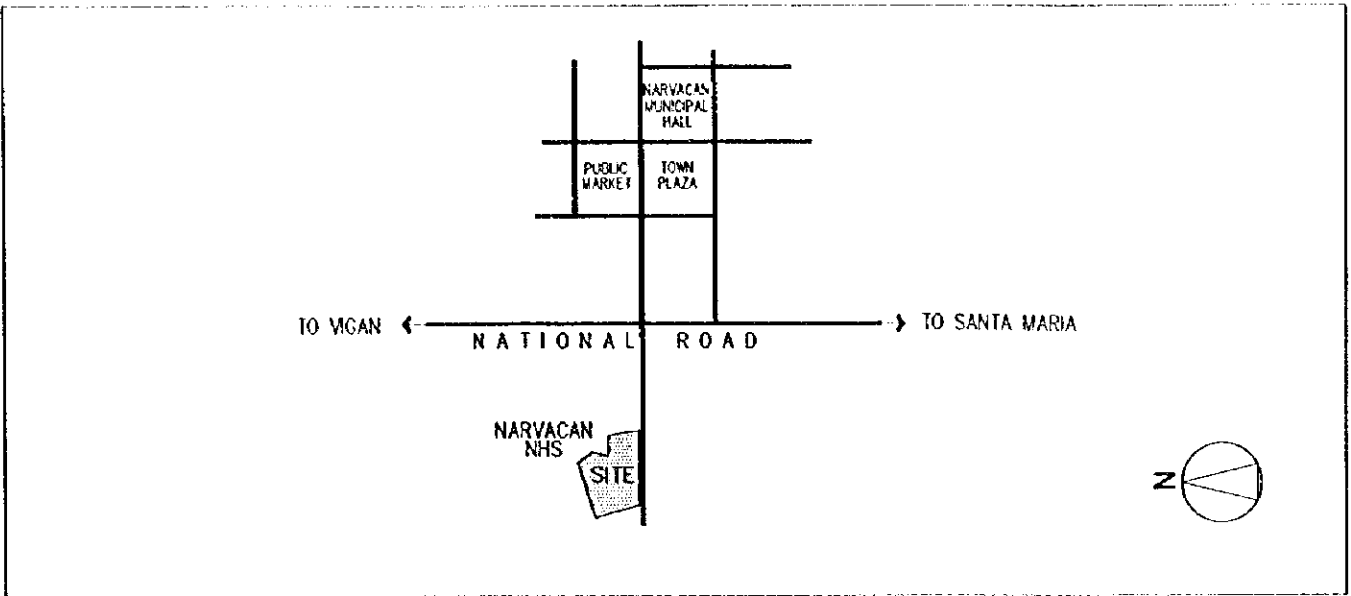 NARVACAN
MUNICIPAL
HALL
PUBLIC
MARKET
TOWN
PLAZA
TO VIGAN
TO SANTA MARIA
NATIONAL ROAD
NARVACAN
NHS
SITE
N